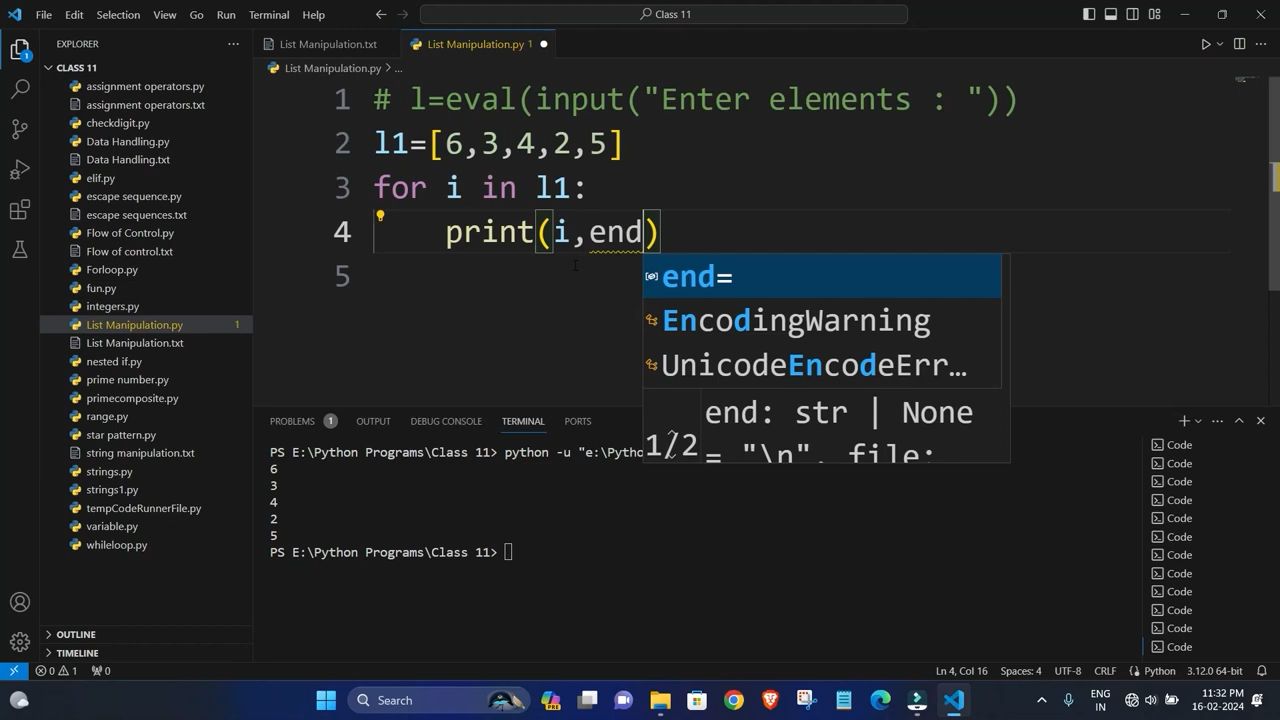 File Edit Selection View Go Run Terminal Help
Class 11
EXPLORER
CLASS 11
assignment operators.py
assignment operators.txt
checkdigit.py
Data Handling.py
Data Handling.txt
elif.py
escape sequence.py
escape sequences.txt
Flow of Control.py
Flow of control.txt
Forloop.py
fun.py
integers.py
List Manipulation.py 1
List Manipulation.txt
nested if.py
prime number.py
primecomposite.py
range.py
star pattern.py
string manipulation.txt
strings.py
strings1.py
tempCodeRunnerFile.py
variable.py
whileloop.py
OUTLINE
TIMELINE
List Manipulation.txt
List Manipulation.py 1
List Manipulation.py > ...
1 # l=eval(input("Enter elements : "))
2 l1=[6,3,4,2,5]
3 for i in l1:
4 print(i,end)
5
end=
EncodingWarning
UnicodeEncodeErr…
1/2
end: str | None
= "\n", file:
PROBLEMS 1 OUTPUT DEBUG CONSOLE TERMINAL PORTS
PS E:\Python Programs\Class 11> python -u "e:\Pytho
6
3
4
2
5
PS E:\Python Programs\Class 11>
Code
Code
Code
Code
Code
Code
Code
Code
Code
Code
Code
Code
1
0 1 0
Ln 4, Col 16 Spaces: 4 UTF-8 CRLF Python 3.12.0 64-bit
Search
PRE
ENG
IN
11:32 PM
16-02-2024